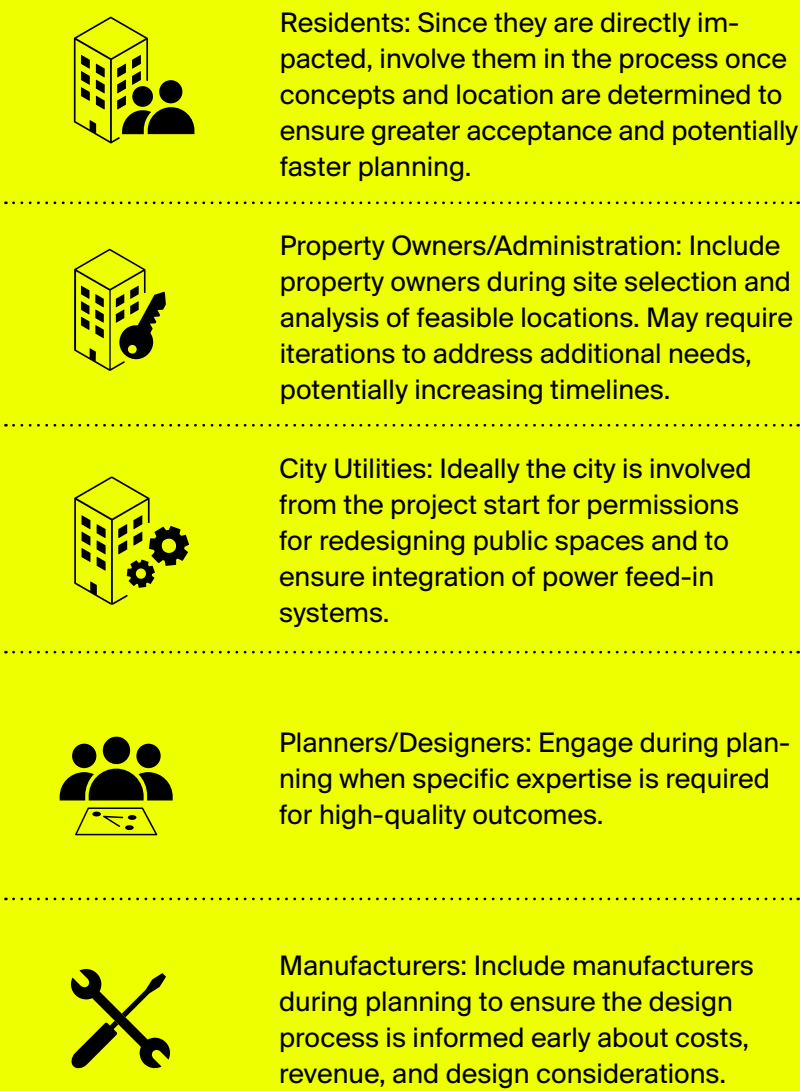 Residents: Since they are directly im-
pacted, involve them in the process once
concepts and location are determined to
ensure greater acceptance and potentially
faster planning.
Property Owners/Administration: Include
property owners during site selection and
analysis of feasible locations. May require
iterations to address additional needs,
potentially increasing timelines.
City Utilities: Ideally the city is involved
from the project start for permissions
for redesigning public spaces and to
ensure integration of power feed-in
systems.
Planners/Designers: Engage during plan-
ning when specific expertise is required
for high-quality outcomes.
Manufacturers: Include manufacturers
during planning to ensure the design
process is informed early about costs,
revenue, and design considerations.